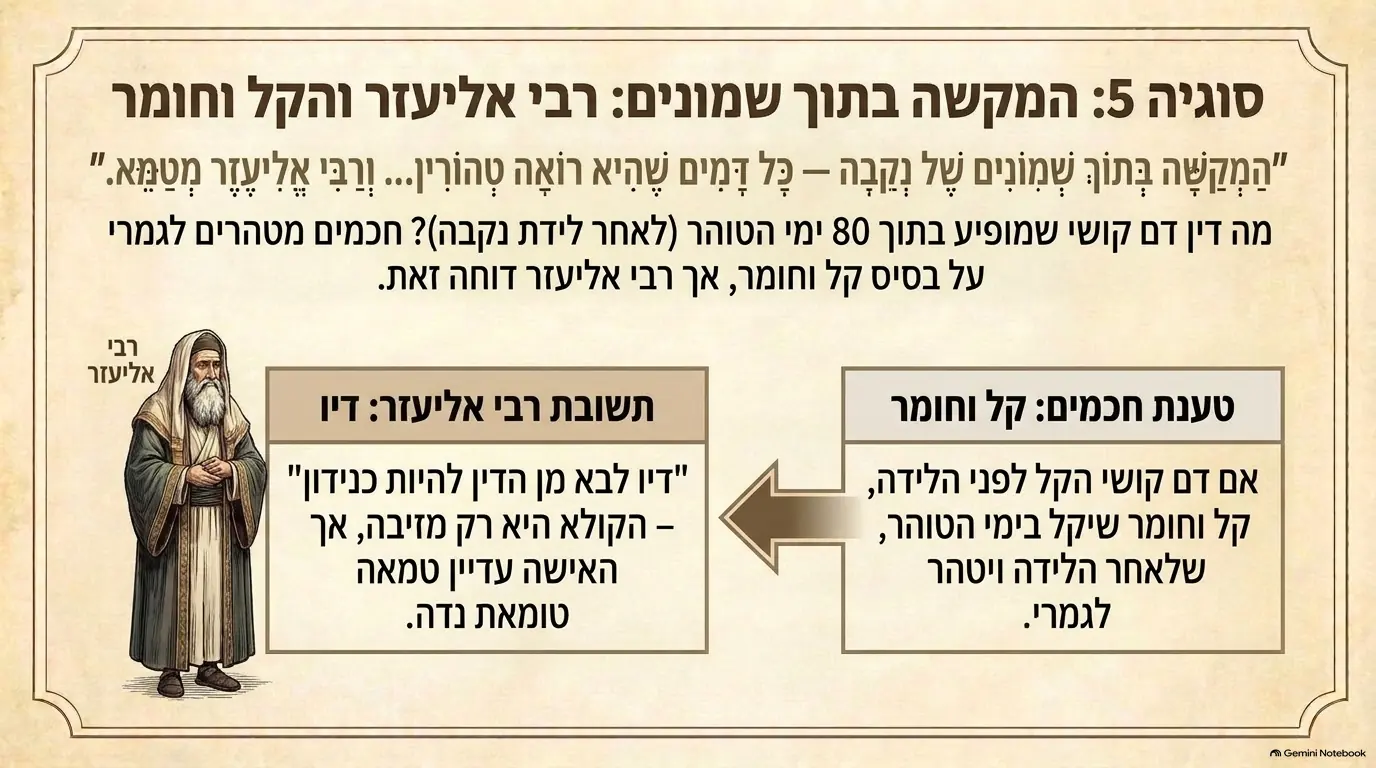 סוגיה 5: המקשה בתוך שמונים: רבי אליעזר והקל וחומר
"הַמְקַשָּׁה בְּתוֹךְ שְׁמוֹנִים שֶׁל נְקֵבָה — כׇּל דָּמִים שֶׁהִיא רוֹאָה טְהוֹרִין... וְרַבִּי אֱלִיעֶזֶר מְטַמֵּא."
מה דין דם קושי שמופיע בתוך 80 ימי הטוהר (לאחר לידת נקבה)? חכמים מטהרים לגמרי
על בסיס קל וחומר, אך רבי אליעזר דוחה זאת.
טענת חכמים: קל וחומר
אם דם קושי הקל לפני הלידה,
קל וחומר שיקל בימי הטוהר,
שלאחר הלידה ויטהר
לגמרי.
תשובת רבי אליעזר: דיו
"דיו לבא מן הדין להיות כנידון"
– הקולא היא רק מזיבה, אך
האישה עדיין טמאה
טומאת נדה.
רבי
אליעזר
Gemini Notebook